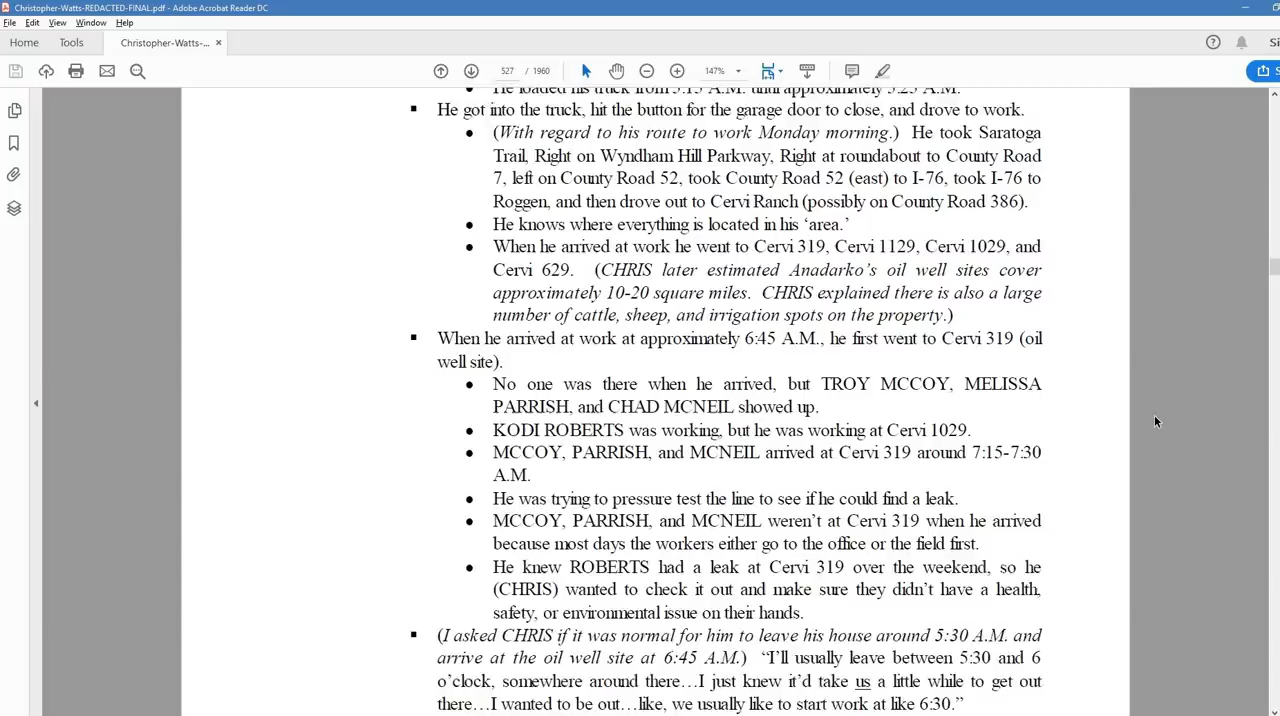 Christopher-Watts-REDACTED-FINAL.pdf - Adobe Acrobat Reader DC
File Edit View Window Help
Home Tools Christopher-Watts-... ×
527 / 1960 147%
● He loaded his truck from 5:15 A.M. until approximately 5:25 A.M.
▪ He got into the truck, hit the button for the garage door to close, and drove to work.
● (With regard to his route to work Monday morning.) He took Saratoga
Trail, Right on Wyndham Hill Parkway, Right at roundabout to County Road
7, left on County Road 52, took County Road 52 (east) to I-76, took I-76 to
Roggen, and then drove out to Cervi Ranch (possibly on County Road 386).
● He knows where everything is located in his ‘area.’
● When he arrived at work he went to Cervi 319, Cervi 1129, Cervi 1029, and
Cervi 629. (CHRIS later estimated Anadarko’s oil well sites cover
approximately 10-20 square miles. CHRIS explained there is also a large
number of cattle, sheep, and irrigation spots on the property.)
▪ When he arrived at work at approximately 6:45 A.M., he first went to Cervi 319 (oil
well site).
● No one was there when he arrived, but TROY MCCOY, MELISSA
PARRISH, and CHAD MCNEIL showed up.
● KODI ROBERTS was working, but he was working at Cervi 1029.
● MCCOY, PARRISH, and MCNEIL arrived at Cervi 319 around 7:15-7:30
A.M.
● He was trying to pressure test the line to see if he could find a leak.
● MCCOY, PARRISH, and MCNEIL weren’t at Cervi 319 when he arrived
because most days the workers either go to the office or the field first.
● He knew ROBERTS had a leak at Cervi 319 over the weekend, so he
(CHRIS) wanted to check it out and make sure they didn’t have a health,
safety, or environmental issue on their hands.
▪ (I asked CHRIS if it was normal for him to leave his house around 5:30 A.M. and
arrive at the oil well site at 6:45 A.M.) “I’ll usually leave between 5:30 and 6
o’clock, somewhere around there…I just knew it’d take us a little while to get out
there…I wanted to be out…like, we usually like to start work at like 6:30.”